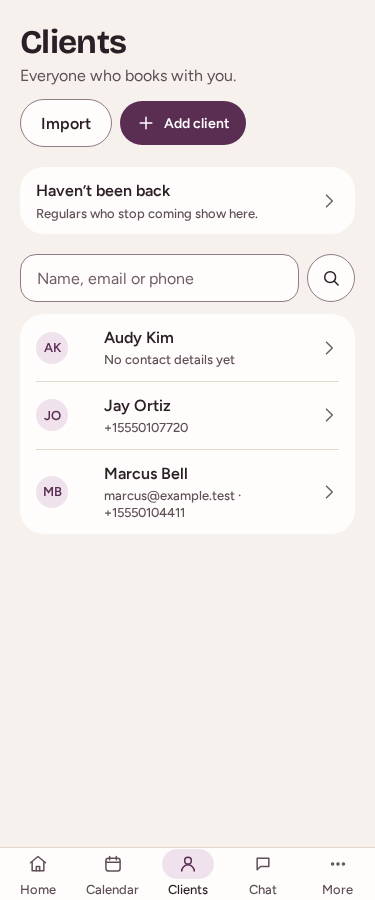 Clients
Everyone who books with you.
Import
Add client
Haven’t been back
Regulars who stop coming show here.
Name, email or phone
AK
Audy Kim
No contact details yet
JO
Jay Ortiz
+15550107720
MB
Marcus Bell
marcus@example.test ·
+15550104411
Home
Calendar
Clients
Chat
More